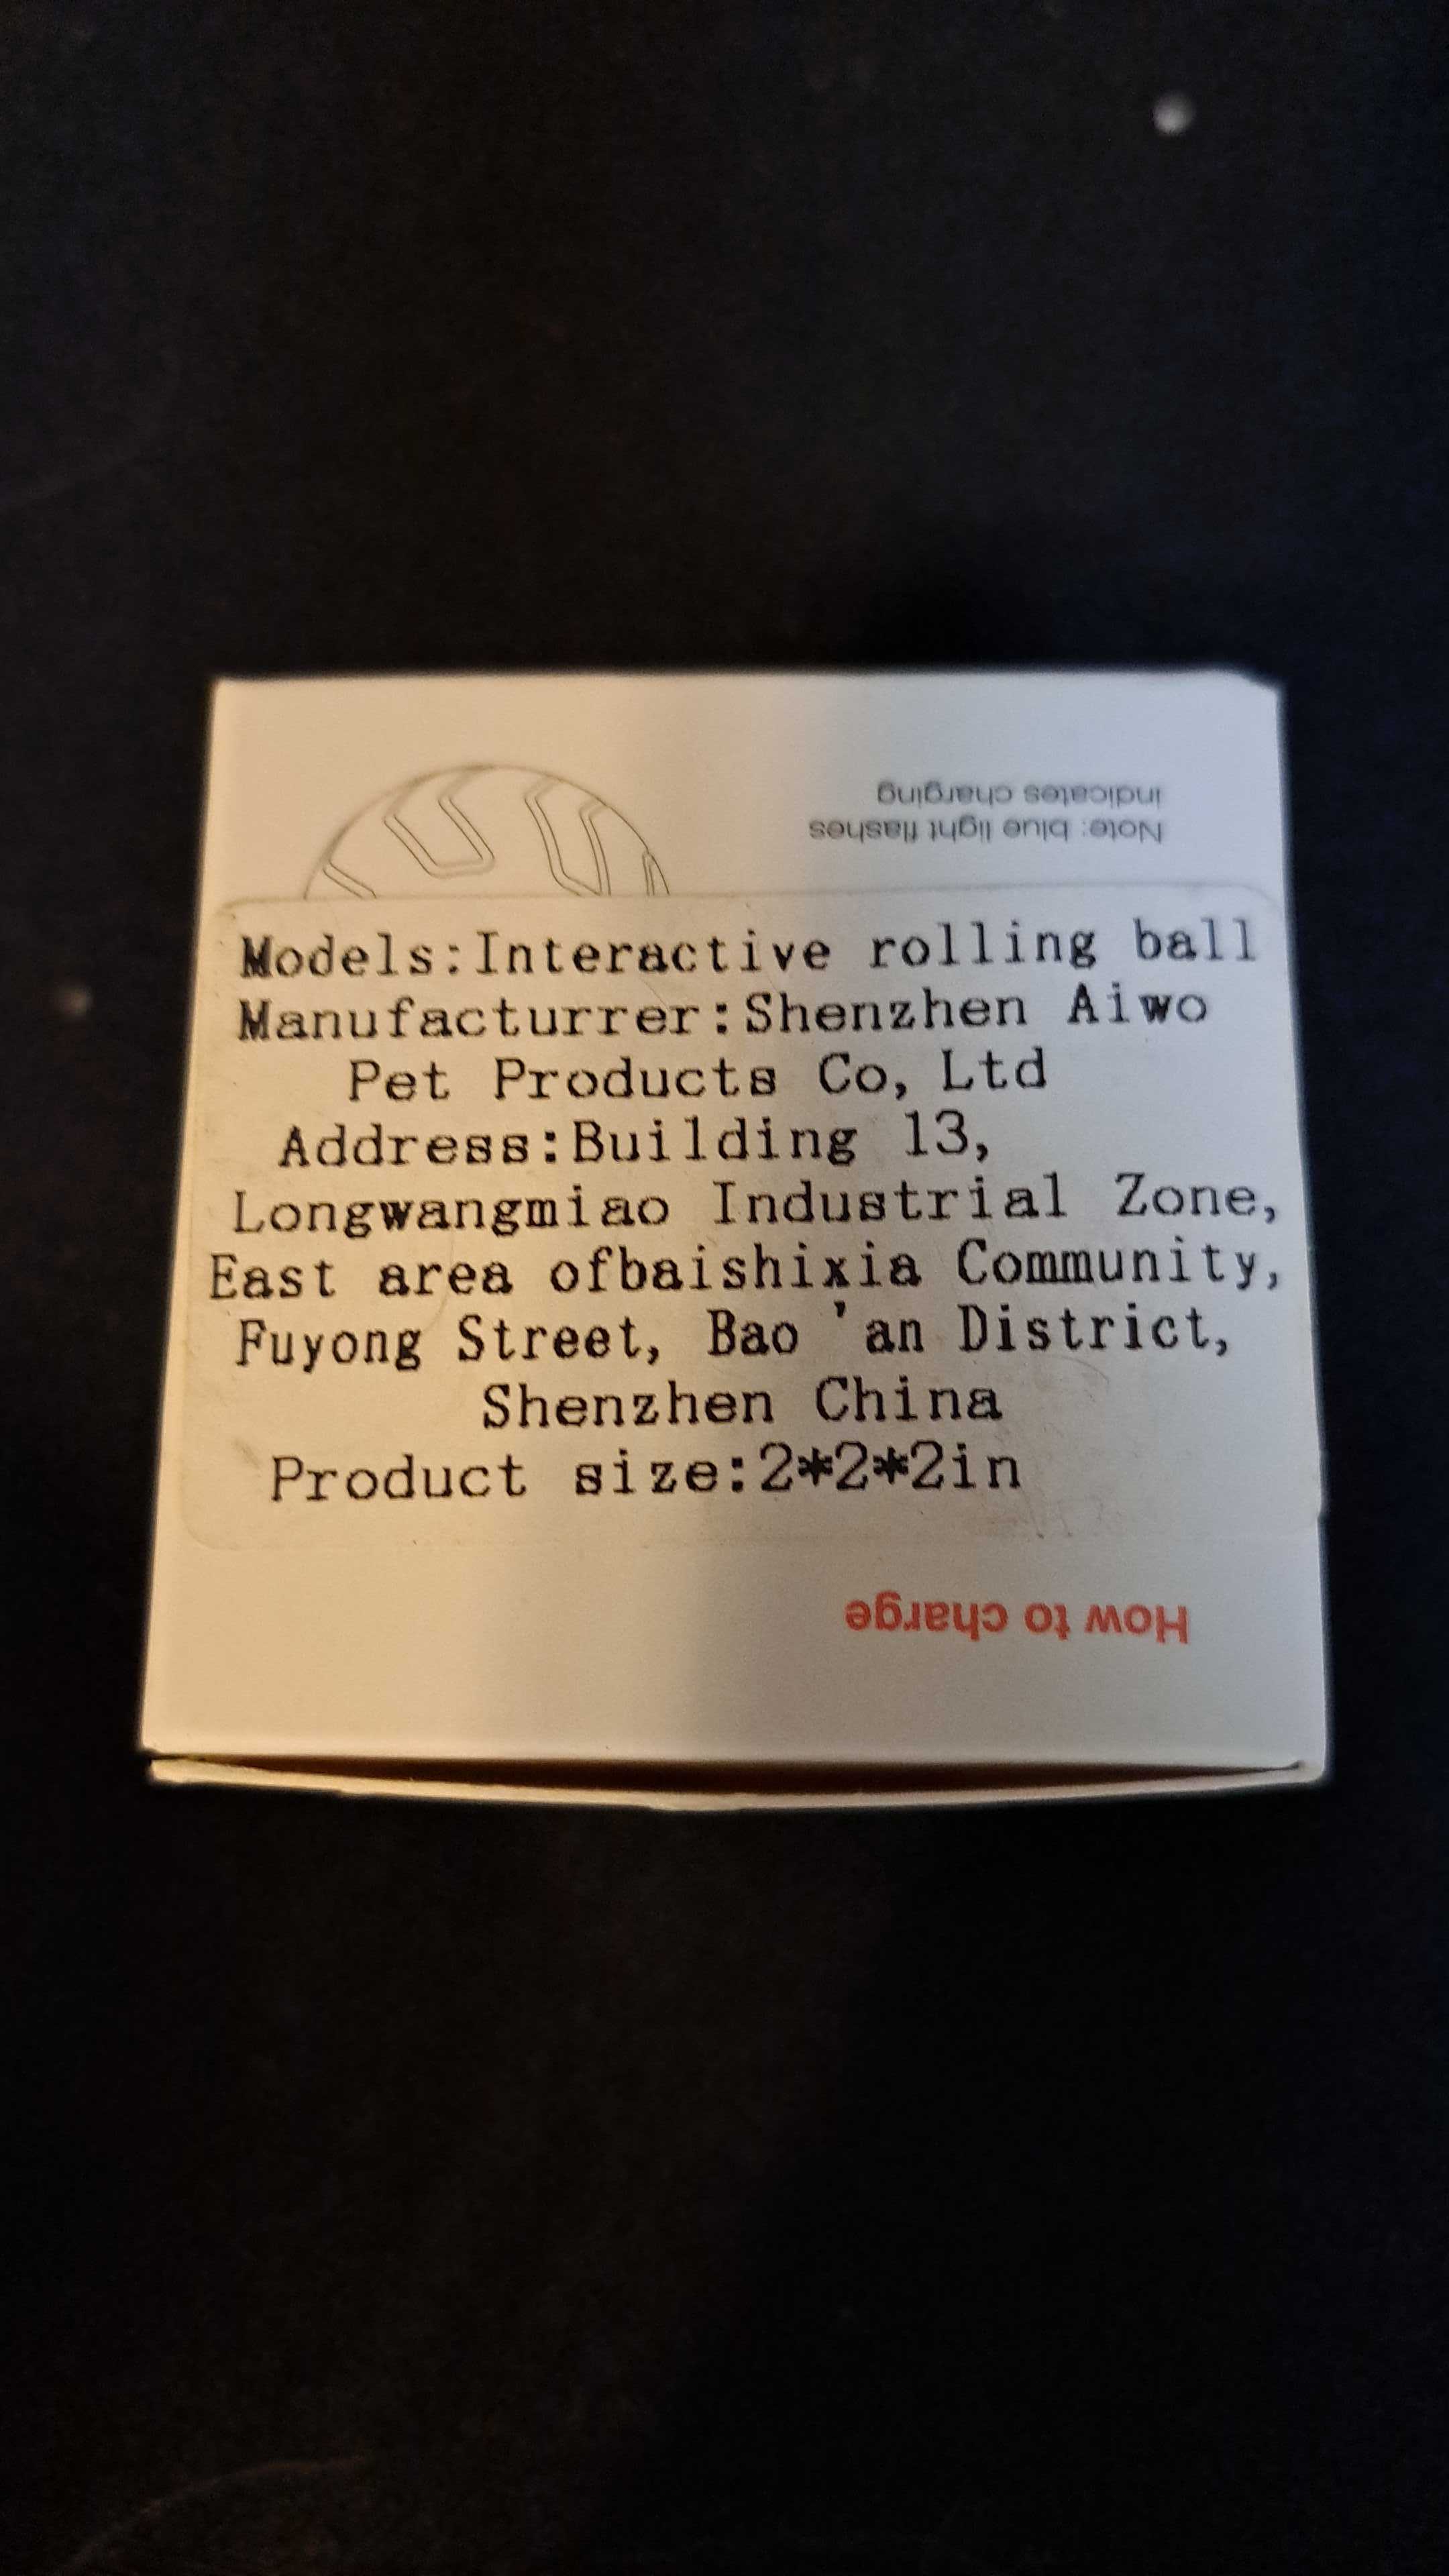 indicates charging
Note: blue light flashes
Models:Interactive rolling ball
Manufacturrer:Shenzhen Aiwo
Pet Products Co, Ltd
Address:Building 13,
Longwangmiao Industrial Zone,
East area ofbaishixia Community,
Fuyong Street, Bao 'an District,
Shenzhen China
Product size:2*2*2in
How to charge